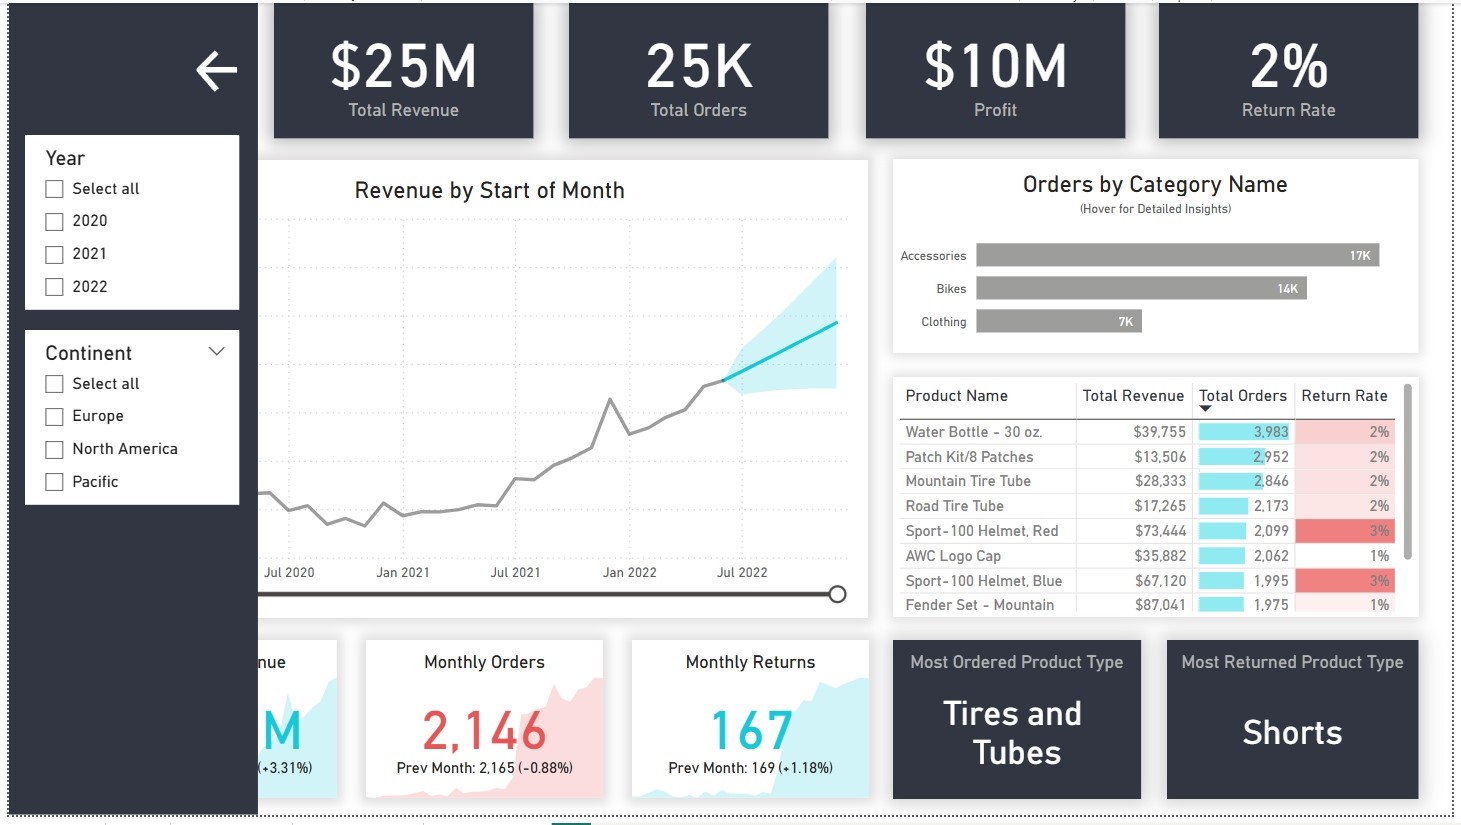 $25M
Total Revenue
25K
Total Orders
$10M
Profit
2%
Return Rate
Year
Select all
2020
2021
2022
Continent
Select all
Europe
North America
Pacific
Revenue by Start of Month
Jul 2020 Jan 2021 Jul 2021 Jan 2022 Jul 2022
Orders by Category Name
(Hover for Detailed Insights)
Accessories 17K
Bikes 14K
Clothing 7K
Product Name Total Revenue Total Orders Return Rate
Water Bottle - 30 oz. $39,755 3,983 2%
Patch Kit/8 Patches $13,506 2,952 2%
Mountain Tire Tube $28,333 2,846 2%
Road Tire Tube $17,265 2,173 2%
Sport-100 Helmet, Red $73,444 2,099 3%
AWC Logo Cap $35,882 2,062 1%
Sport-100 Helmet, Blue $67,120 1,995 3%
Fender Set - Mountain $87,041 1,975 1%
nue
M
(+3.31%)
Monthly Orders
2,146
Prev Month: 2,165 (-0.88%)
Monthly Returns
167
Prev Month: 169 (+1.18%)
Most Ordered Product Type
Tires and
Tubes
Most Returned Product Type
Shorts